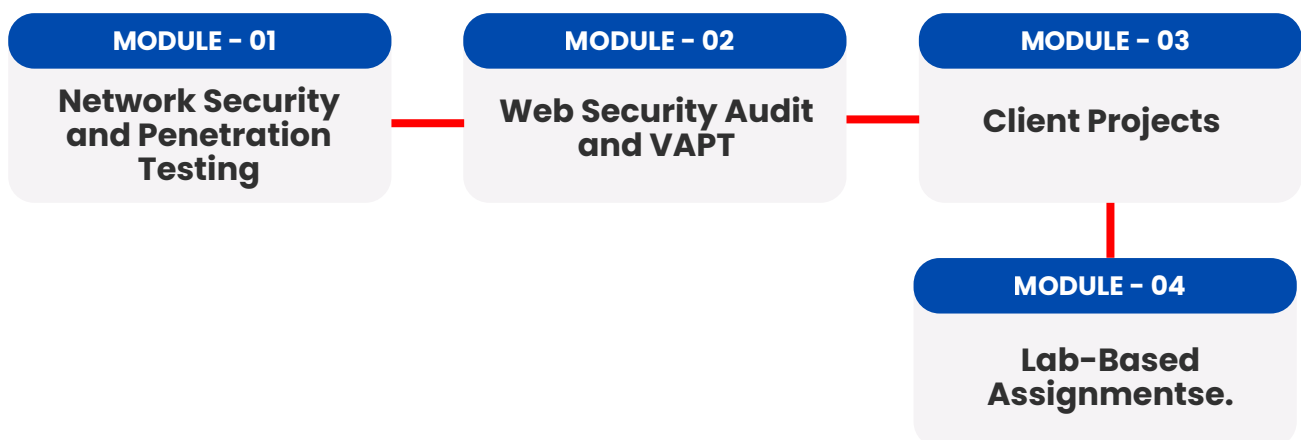 MODULE - 01
Network Security
and Penetration
Testing
MODULE - 02
Web Security Audit
and VAPT
MODULE - 03
Client Projects
MODULE - 04
Lab-Based
Assignmentse.